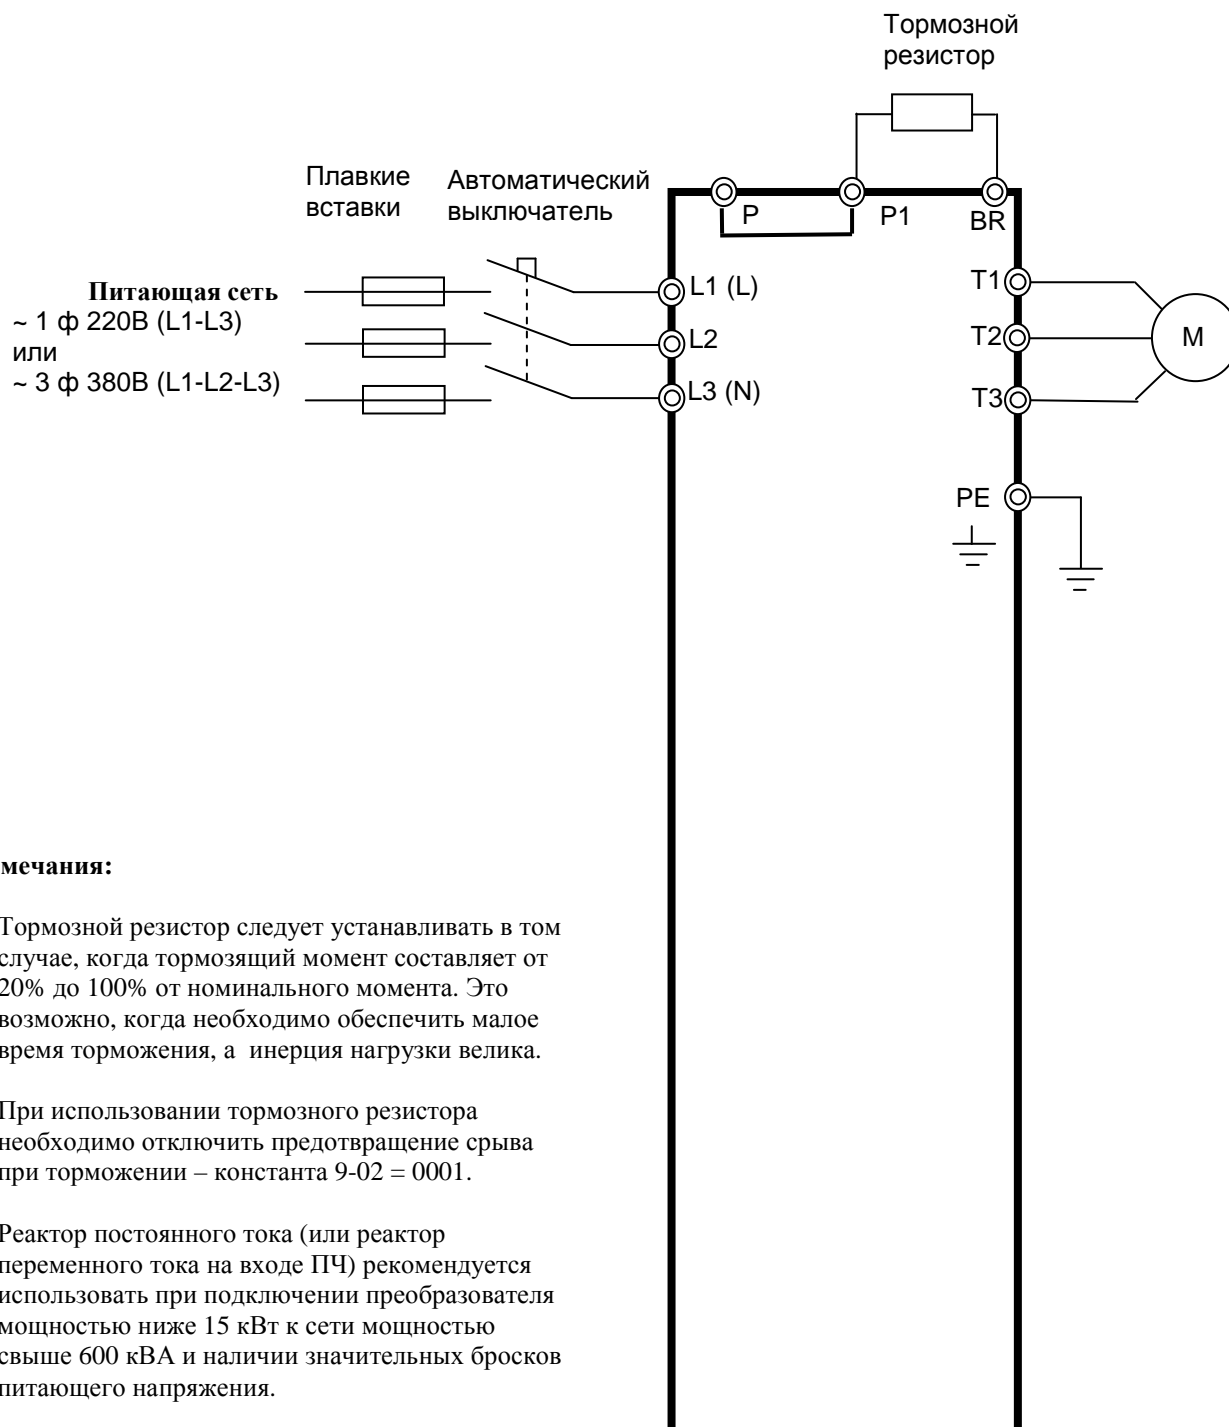 Тормозной
резистор
Плавкие
вставки
Автоматический
выключатель
P
P1
BR
Питающая сеть
~ 1 ф 220В (L1-L3)
или
~ 3 ф 380В (L1-L2-L3)
L1 (L)
L2
L3 (N)
T1
T2
T3
M
PE
мечания:
Тормозной резистор следует устанавливать в том
случае, когда тормозящий момент составляет от
20% до 100% от номинального момента. Это
возможно, когда необходимо обеспечить малое
время торможения, а инерция нагрузки велика.
При использовании тормозного резистора
необходимо отключить предотвращение срыва
при торможении – константа 9-02 = 0001.
Реактор постоянного тока (или реактор
переменного тока на входе ПЧ) рекомендуется
использовать при подключении преобразователя
мощностью ниже 15 кВт к сети мощностью
свыше 600 кВА и наличии значительных бросков
питающего напряжения.